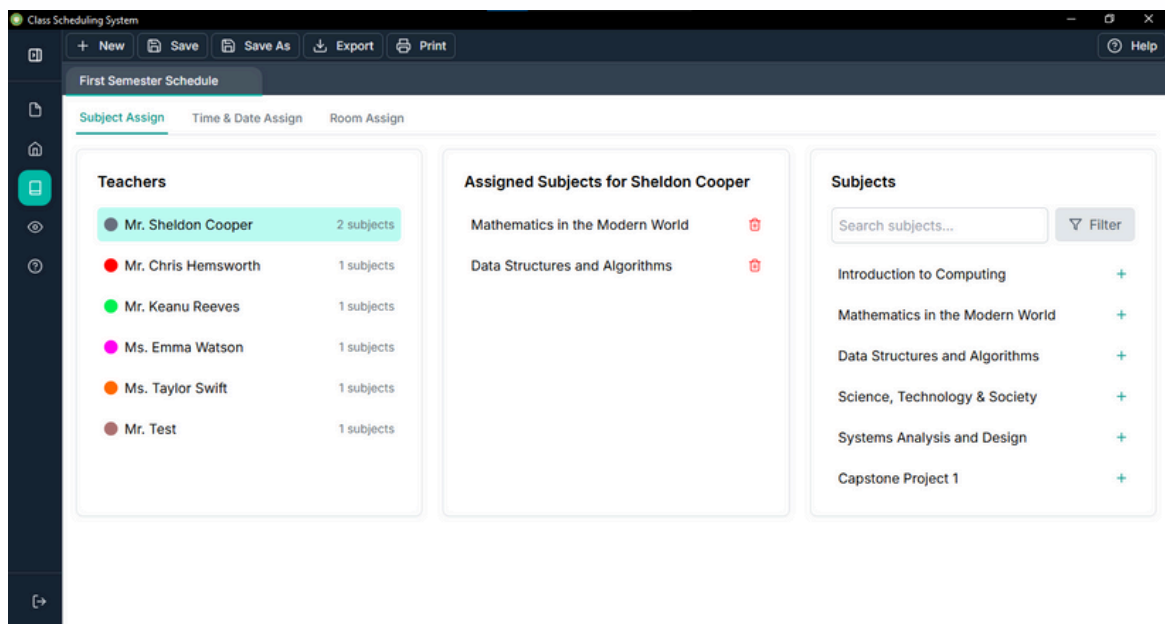 Class Scheduling System
New Save Save As Export Print Help
First Semester Schedule
Subject Assign Time & Date Assign Room Assign
Teachers
Mr. Sheldon Cooper 2 subjects
Mr. Chris Hemsworth 1 subjects
Mr. Keanu Reeves 1 subjects
Ms. Emma Watson 1 subjects
Ms. Taylor Swift 1 subjects
Mr. Test 1 subjects
Assigned Subjects for Sheldon Cooper
Mathematics in the Modern World
Data Structures and Algorithms
Subjects
Search subjects...
Filter
Introduction to Computing
Mathematics in the Modern World
Data Structures and Algorithms
Science, Technology & Society
Systems Analysis and Design
Capstone Project 1